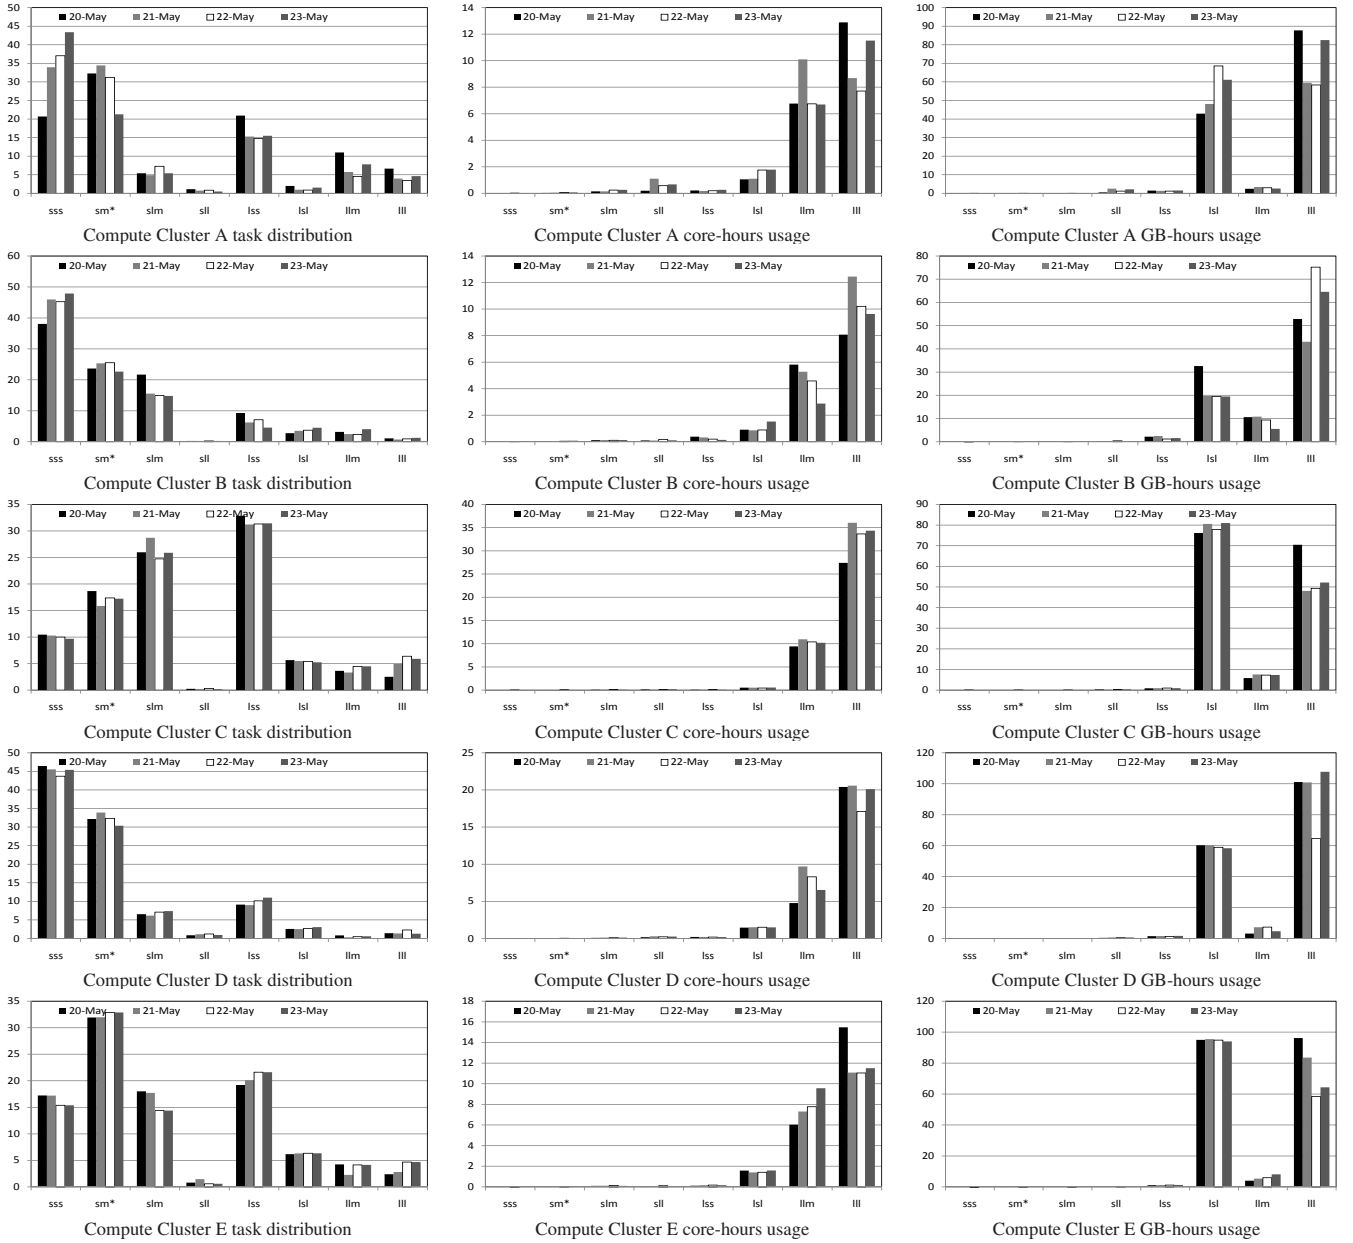 50
45
40
35
30
25
20
15
10
5
0
20-May 21-May 22-May 23-May
sss sm* slm sll lss lsl llm lll
Compute Cluster A task distribution
14
12
10
8
6
4
2
0
20-May 21-May 22-May 23-May
sss sm* slm sll lss lsl llm lll
Compute Cluster A core-hours usage
100
90
80
70
60
50
40
30
20
10
0
20-May 21-May 22-May 23-May
sss sm* slm sll lss lsl llm lll
Compute Cluster A GB-hours usage
60
50
40
30
20
10
0
20-May 21-May 22-May 23-May
sss sm* slm sll lss lsl llm lll
Compute Cluster B task distribution
14
12
10
8
6
4
2
0
20-May 21-May 22-May 23-May
sss sm* slm sll lss lsl llm lll
Compute Cluster B core-hours usage
80
70
60
50
40
30
20
10
0
20-May 21-May 22-May 23-May
sss sm* slm sll lss lsl llm lll
Compute Cluster B GB-hours usage
35
30
25
20
15
10
5
0
20-May 21-May 22-May 23-May
sss sm* slm sll lss lsl llm lll
Compute Cluster C task distribution
40
35
30
25
20
15
10
5
0
20-May 21-May 22-May 23-May
sss sm* slm sll lss lsl llm lll
Compute Cluster C core-hours usage
90
80
70
60
50
40
30
20
10
0
20-May 21-May 22-May 23-May
sss sm* slm sll lss lsl llm lll
Compute Cluster C GB-hours usage
50
45
40
35
30
25
20
15
10
5
0
20-May 21-May 22-May 23-May
sss sm* slm sll lss lsl llm lll
Compute Cluster D task distribution
25
20
15
10
5
0
20-May 21-May 22-May 23-May
sss sm* slm sll lss lsl llm lll
Compute Cluster D core-hours usage
120
100
80
60
40
20
0
20-May 21-May 22-May 23-May
sss sm* slm sll lss lsl llm lll
Compute Cluster D GB-hours usage
35
30
25
20
15
10
5
0
20-May 21-May 22-May 23-May
sss sm* slm sll lss lsl llm lll
Compute Cluster E task distribution
18
16
14
12
10
8
6
4
2
0
20-May 21-May 22-May 23-May
sss sm* slm sll lss lsl llm lll
Compute Cluster E core-hours usage
120
100
80
60
40
20
0
20-May 21-May 22-May 23-May
sss sm* slm sll lss lsl llm lll
Compute Cluster E GB-hours usage